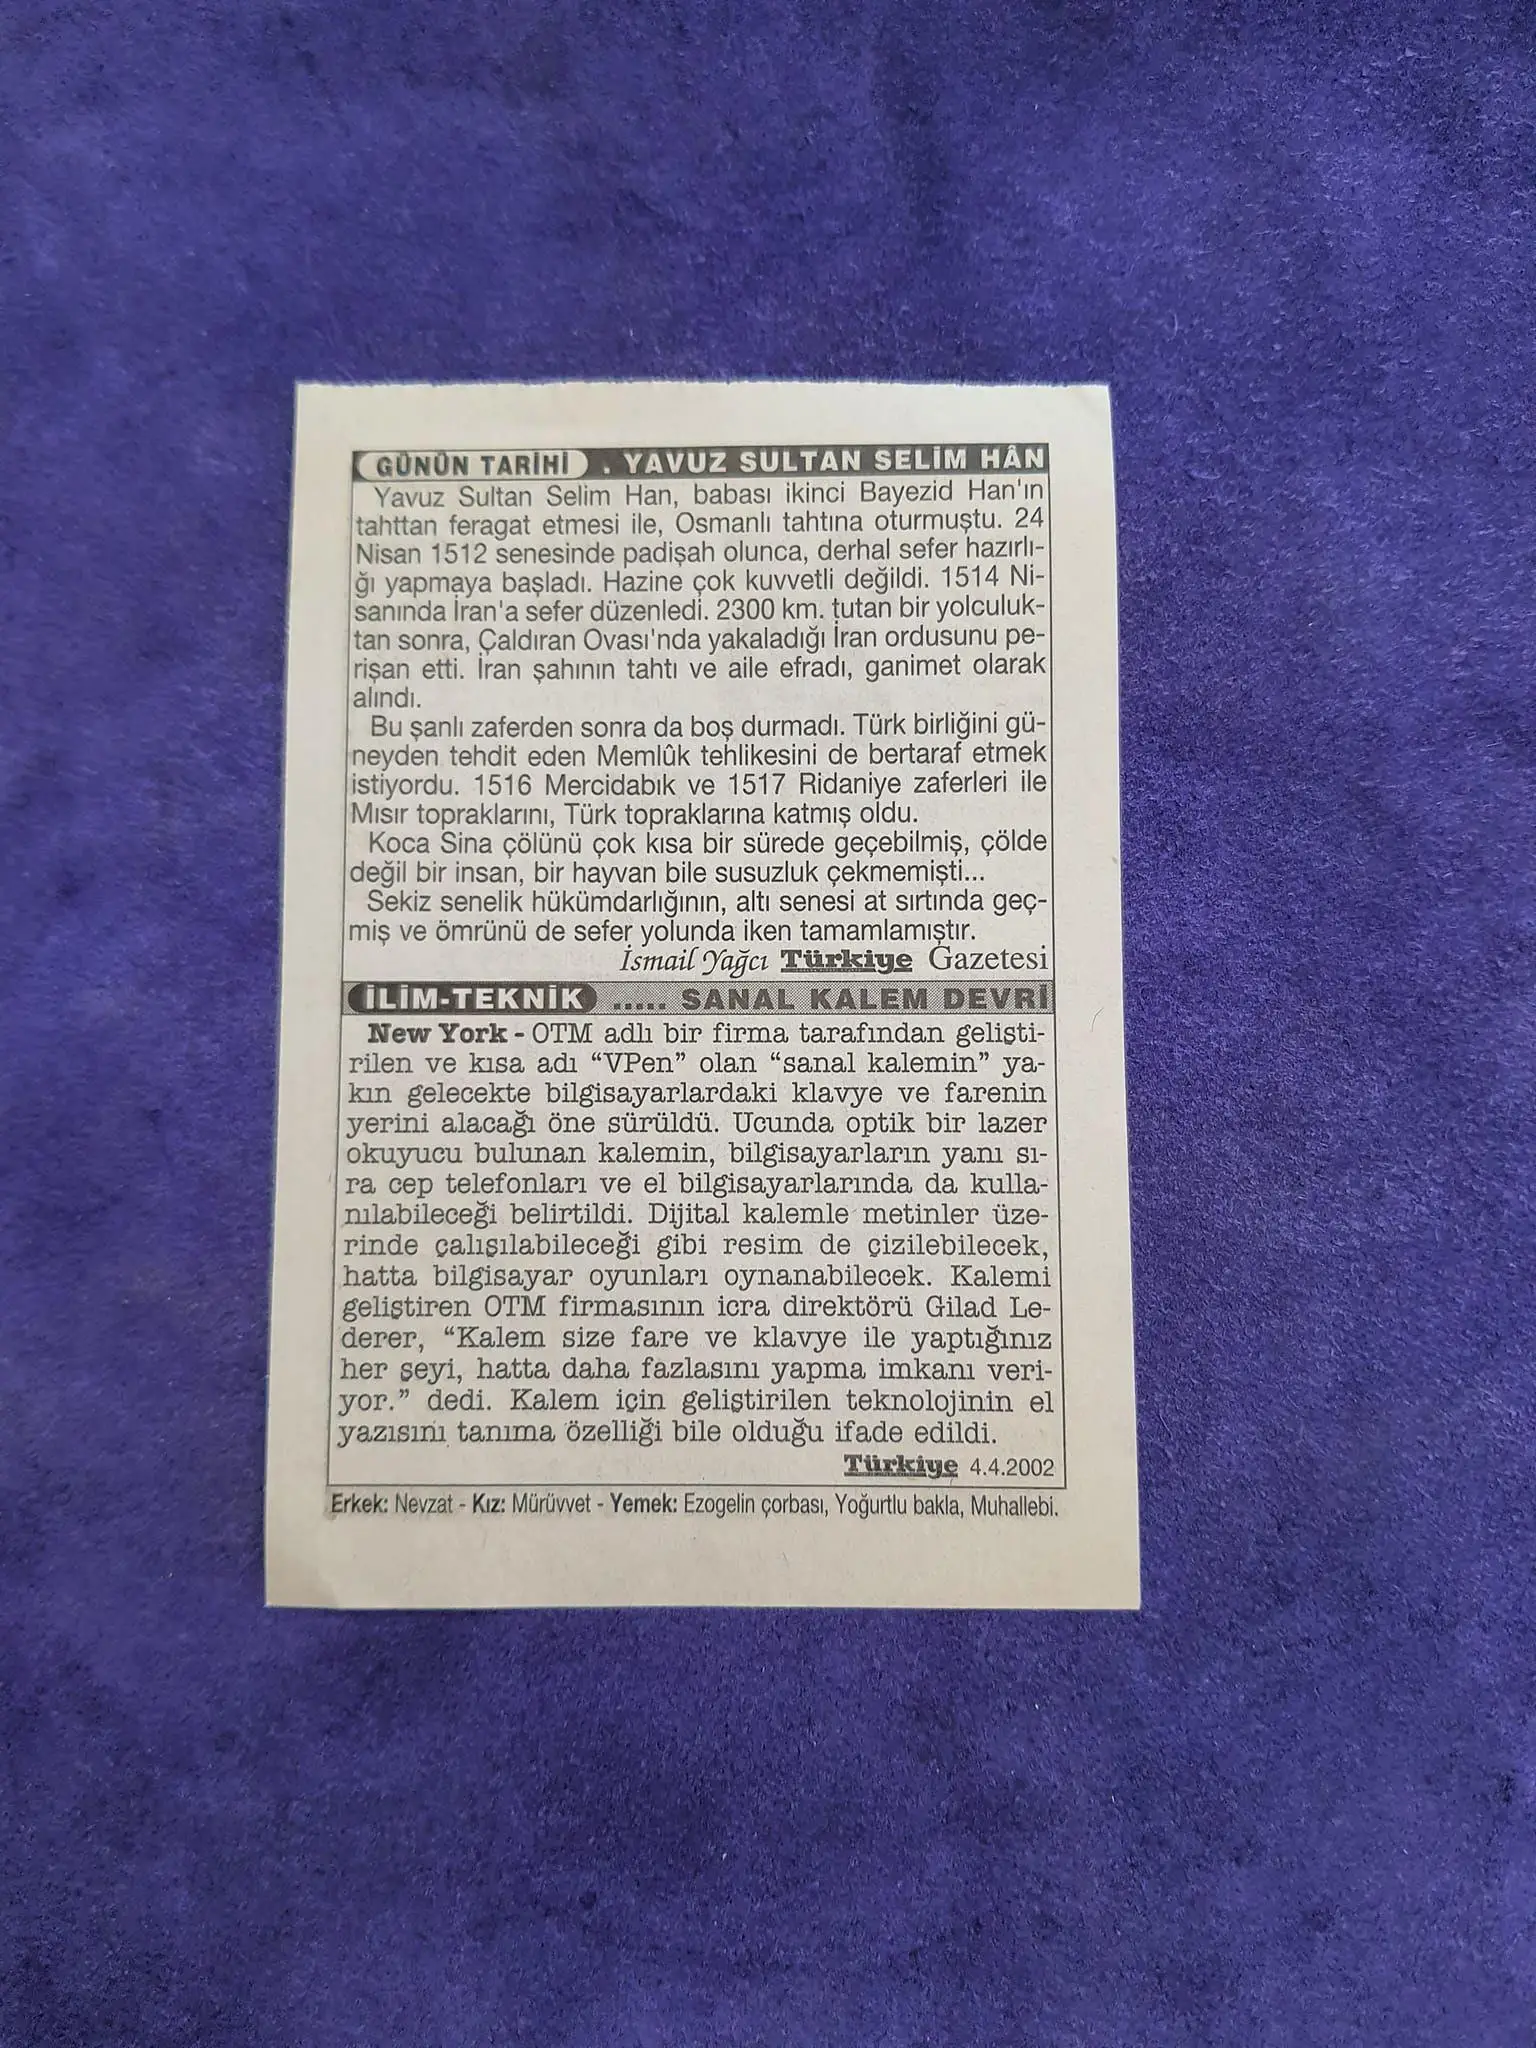 GÜNÜN TARİHİ . YAVUZ SULTAN SELİM HÂN
Yavuz Sultan Selim Han, babası ikinci Bayezid Han'ın
tahttan feragat etmesi ile, Osmanlı tahtına oturmuştu. 24
Nisan 1512 senesinde padişah olunca, derhal sefer hazırlı-
ğı yapmaya başladı. Hazine çok kuvvetli değildi. 1514 Ni-
sanında İran'a sefer düzenledi. 2300 km. tutan bir yolculuk-
tan sonra, Çaldıran Ovası'nda yakaladığı İran ordusunu pe-
rişan etti. İran şahının tahtı ve aile efradı, ganimet olarak
alındı.
Bu şanlı zaferden sonra da boş durmadı. Türk birliğini gü-
neyden tehdit eden Memlûk tehlikesini de bertaraf etmek
istiyordu. 1516 Mercidabık ve 1517 Ridaniye zaferleri ile
Mısır topraklarını, Türk topraklarına katmış oldu.
Koca Sina çölünü çok kısa bir sürede geçebilmiş, çölde
değil bir insan, bir hayvan bile susuzluk çekmemişti...
Sekiz senelik hükümdarlığının, altı senesi at sırtında geç-
miş ve ömrünü de sefer yolunda iken tamamlamıştır.
İsmail Yağcı Türkiye Gazetesi
İLİM-TEKNİK ..... SANAL KALEM DEVRİ
New York - OTM adlı bir firma tarafından gelişti-
rilen ve kısa adı “VPen” olan “sanal kalemin” ya-
kın gelecekte bilgisayarlardaki klavye ve farenin
yerini alacağı öne sürüldü. Ucunda optik bir lazer
okuyucu bulunan kalemin, bilgisayarların yanı sı-
ra cep telefonları ve el bilgisayarlarında da kulla-
nılabileceği belirtildi. Dijital kalemle metinler üze-
rinde çalışılabileceği gibi resim de çizilebilecek,
hatta bilgisayar oyunları oynanabilecek. Kalemi
geliştiren OTM firmasının icra direktörü Gilad Le-
derer, “Kalem size fare ve klavye ile yaptığınız
her şeyi, hatta daha fazlasını yapma imkanı veri-
yor.” dedi. Kalem için geliştirilen teknolojinin el
yazısını tanıma özelliği bile olduğu ifade edildi.
Türkiye 4.4.2002
Erkek: Nevzat - Kız: Mürüvvet - Yemek: Ezogelin çorbası, Yoğurtlu bakla, Muhallebi.